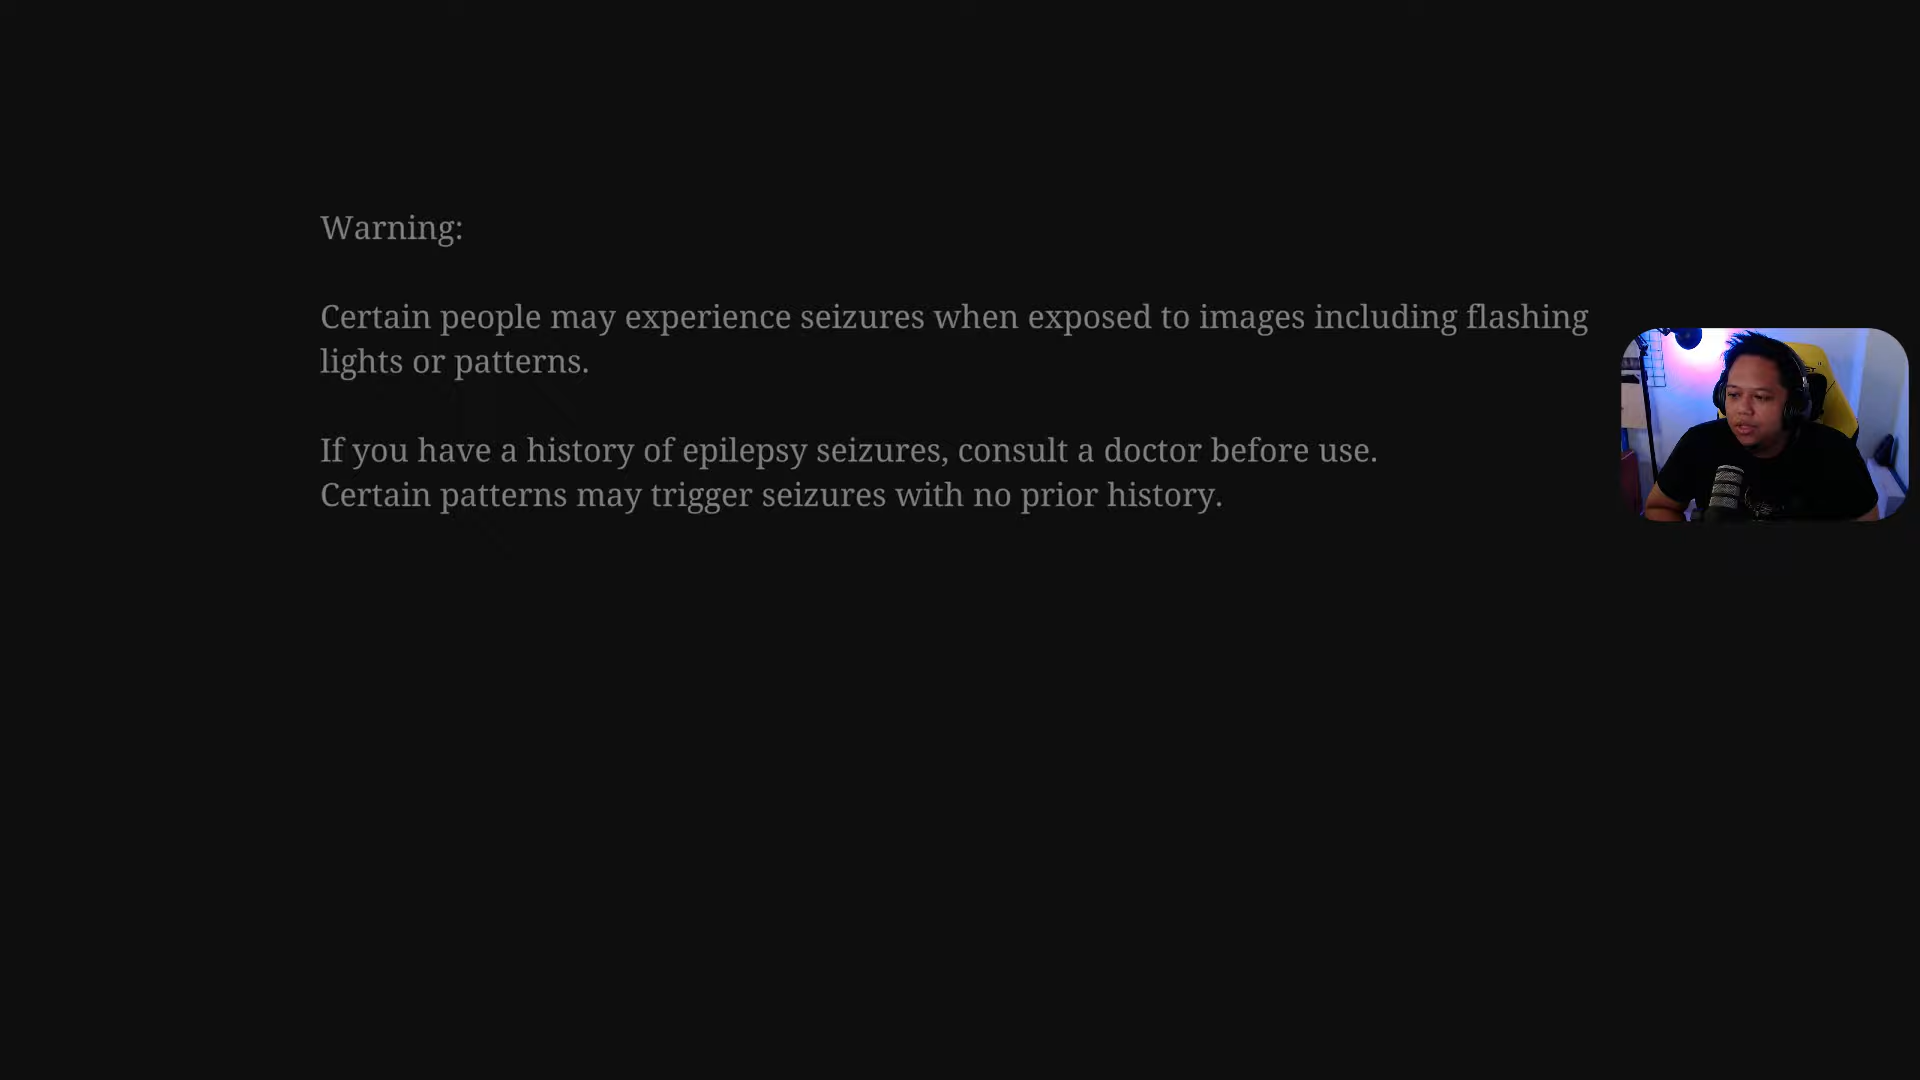 Warning:
Certain people may experience seizures when exposed to images including flashing
lights or patterns.
If you have a history of epilepsy seizures, consult a doctor before use.
Certain patterns may trigger seizures with no prior history.